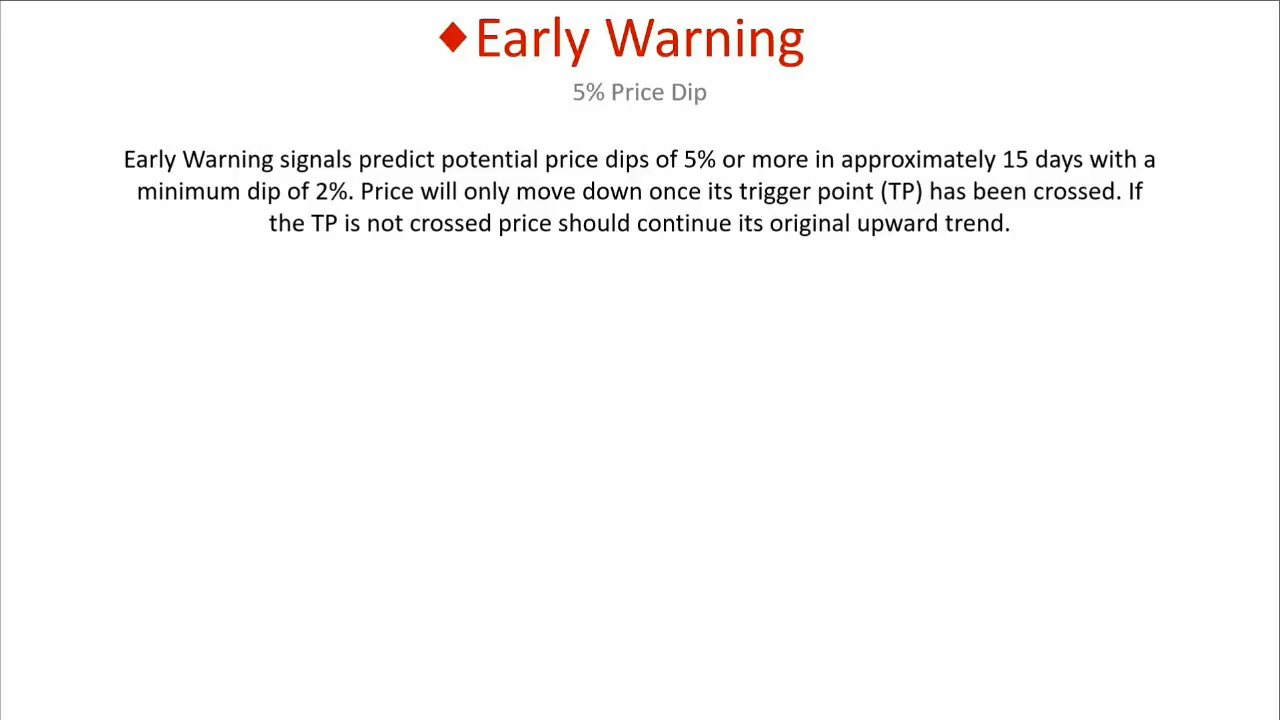 Early Warning
5% Price Dip
Early Warning signals predict potential price dips of 5% or more in approximately 15 days with a
minimum dip of 2%. Price will only move down once its trigger point (TP) has been crossed. If
the TP is not crossed price should continue its original upward trend.